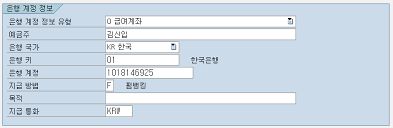 은행 계정 정보
은행 계정 정보 유형 0 급여계좌
예금주 김신입
은행 국가 KR 한국
은행 키 01 한국은행
은행 계정 1018146925
지급 방법 F 펌뱅킹
목적
지급 통화 KRW